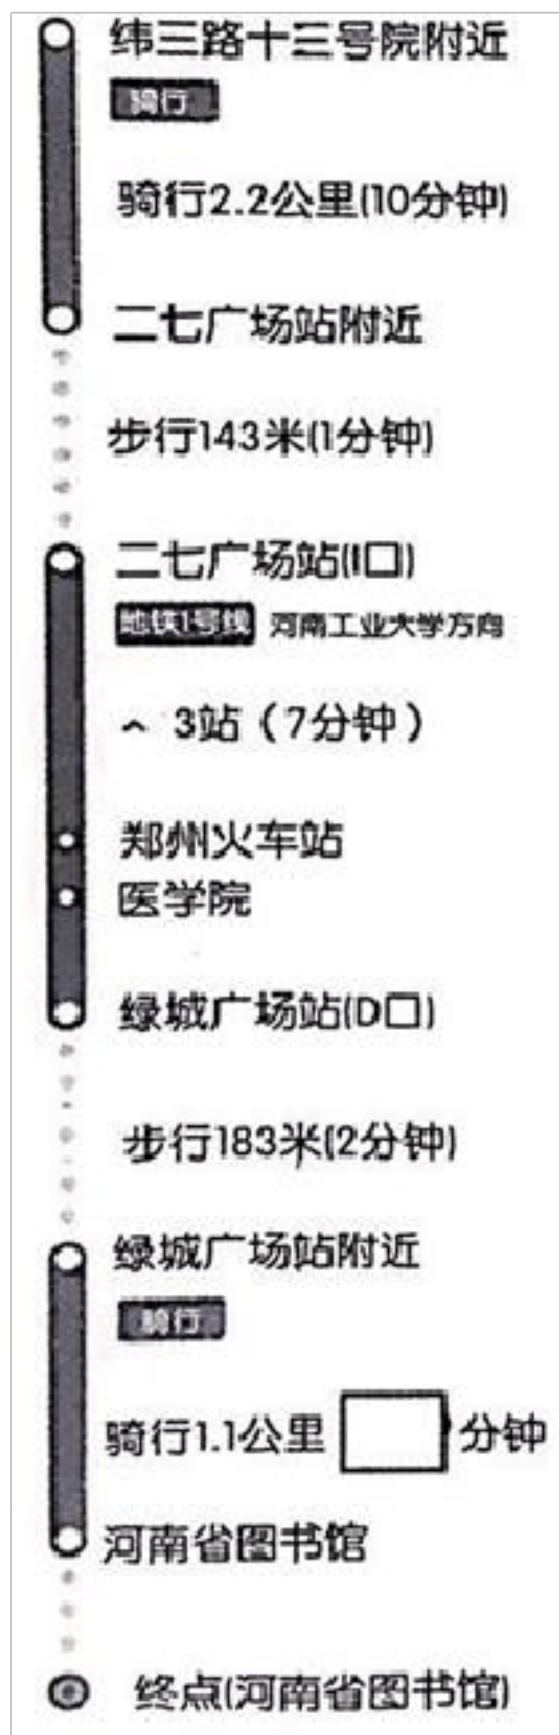 纬三路十三号院附近
骑行
骑行2.2公里(10分钟)
二七广场站附近
步行143米(1分钟)
二七广场站(I口)
地铁1号线 河南工业大学方向
^ 3站（7分钟）
郑州火车站
医学院
绿城广场站(D口)
步行183米(2分钟)
绿城广场站附近
骑行
骑行1.1公里 分钟
河南省图书馆
终点(河南省图书馆)